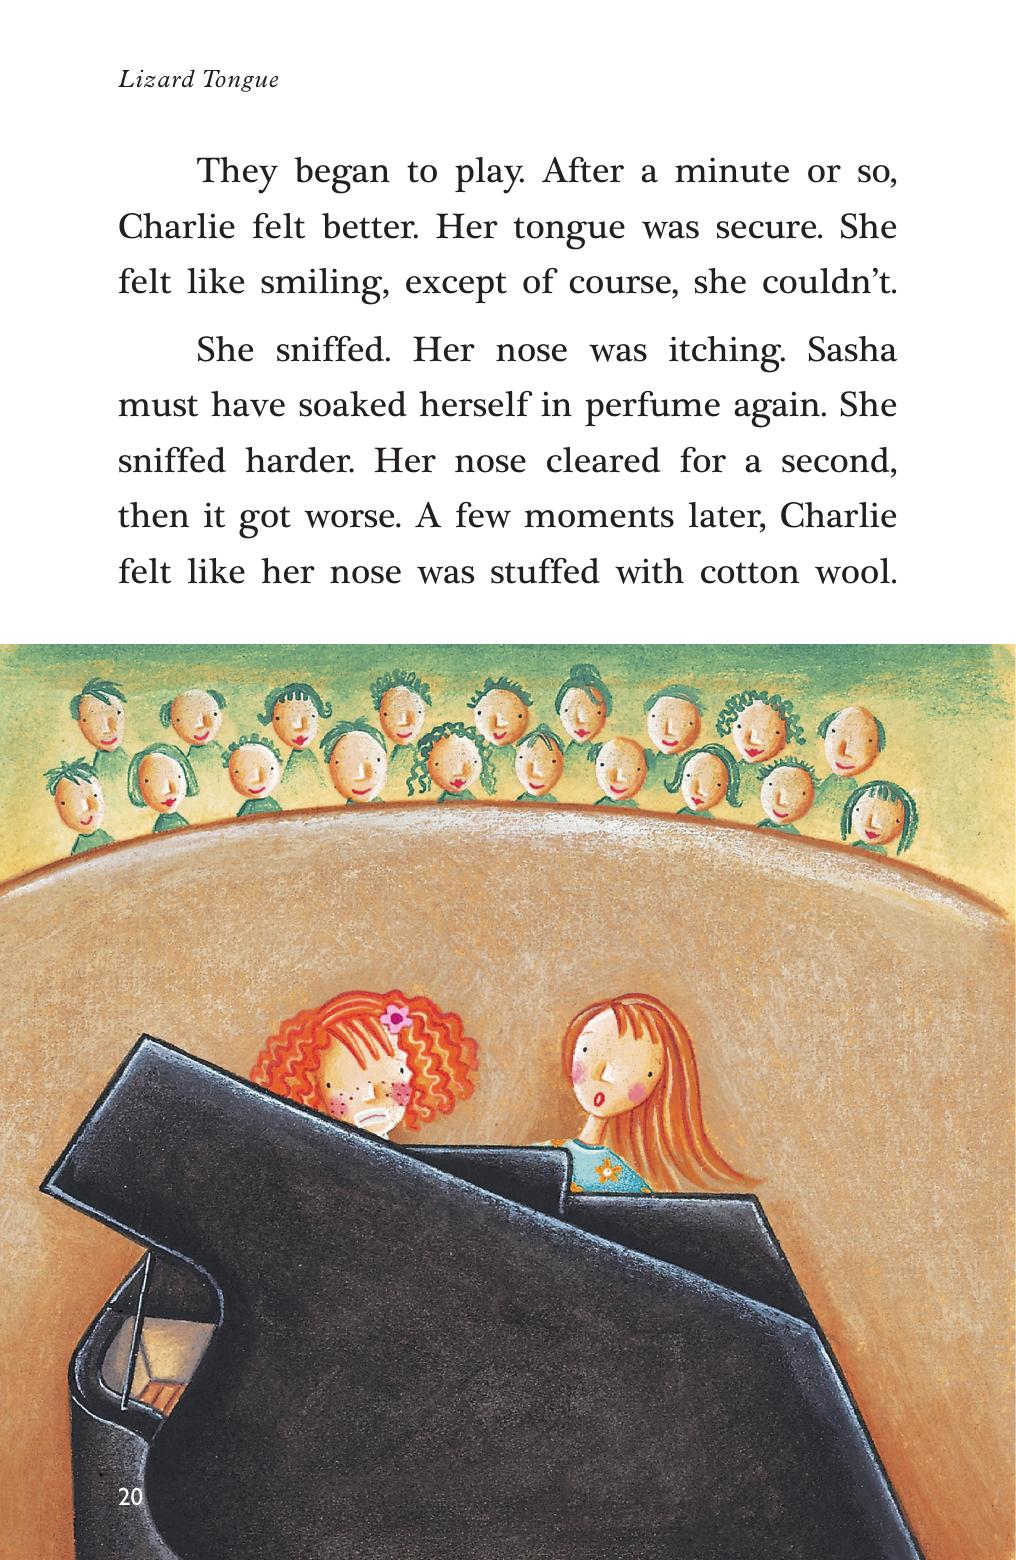 Lizard Tongue
They began to play. After a minute or so,
Charlie felt better. Her tongue was secure. She
felt like smiling, except of course, she couldn’t.
She sniffed. Her nose was itching. Sasha
must have soaked herself in perfume again. She
sniffed harder. Her nose cleared for a second,
then it got worse. A few moments later, Charlie
felt like her nose was stuffed with cotton wool.
20